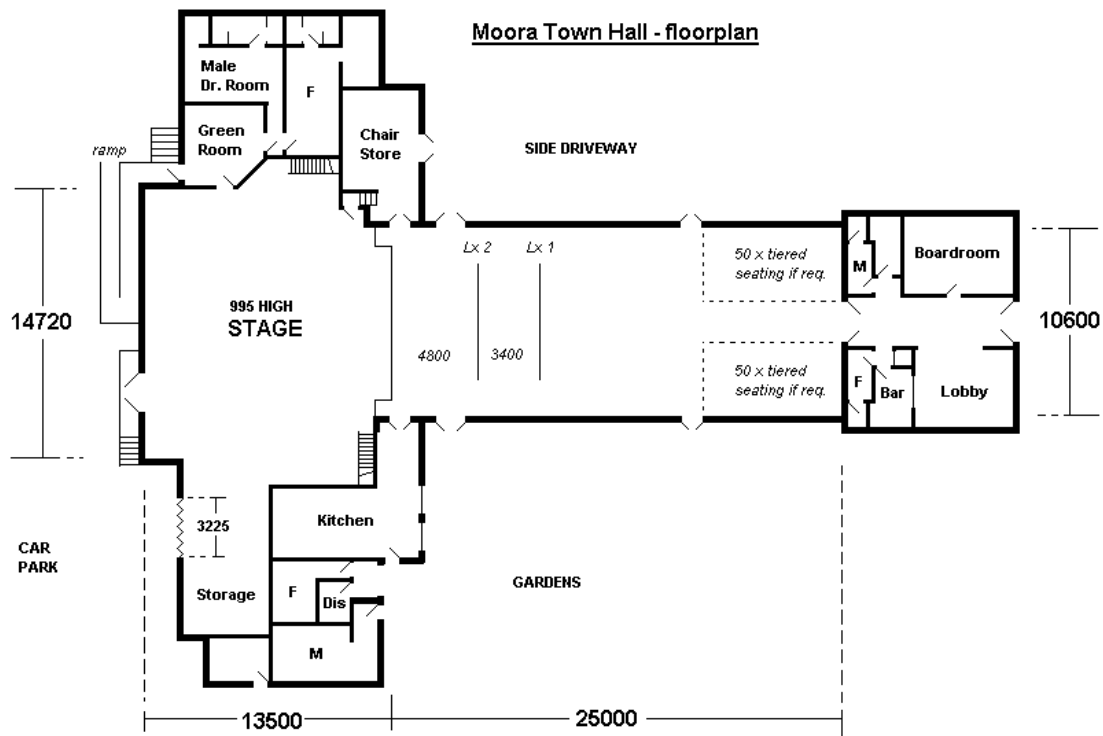 Moora Town Hall - floorplan
Male
Dr. Room
F
Green
Room
Chair
Store
ramp
SIDE DRIVEWAY
Lx 2
Lx 1
50 x tiered
seating if req.
M
Boardroom
995 HIGH
STAGE
14720
10600
4800
3400
50 x tiered
seating if req.
F
Bar
Lobby
3225
Kitchen
CAR
PARK
GARDENS
Storage
F
Dis
M
13500
25000